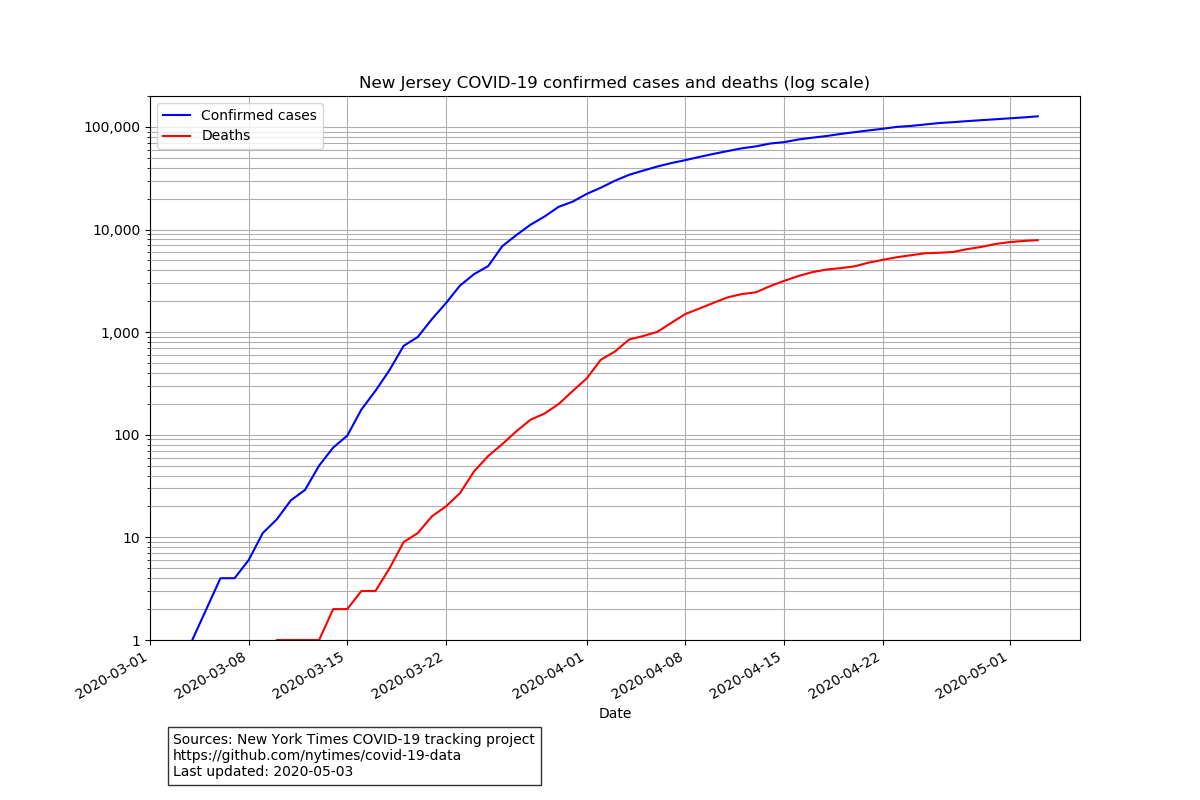 New Jersey COVID-19 confirmed cases and deaths (log scale)
Confirmed cases
Deaths
100,000
10,000
1,000
100
10
1
2020-03-01
2020-03-08
2020-03-15
2020-03-22
2020-04-01
2020-04-08
2020-04-15
2020-04-22
2020-05-01
Date
Sources: New York Times COVID-19 tracking project
https://github.com/nytimes/covid-19-data
Last updated: 2020-05-03